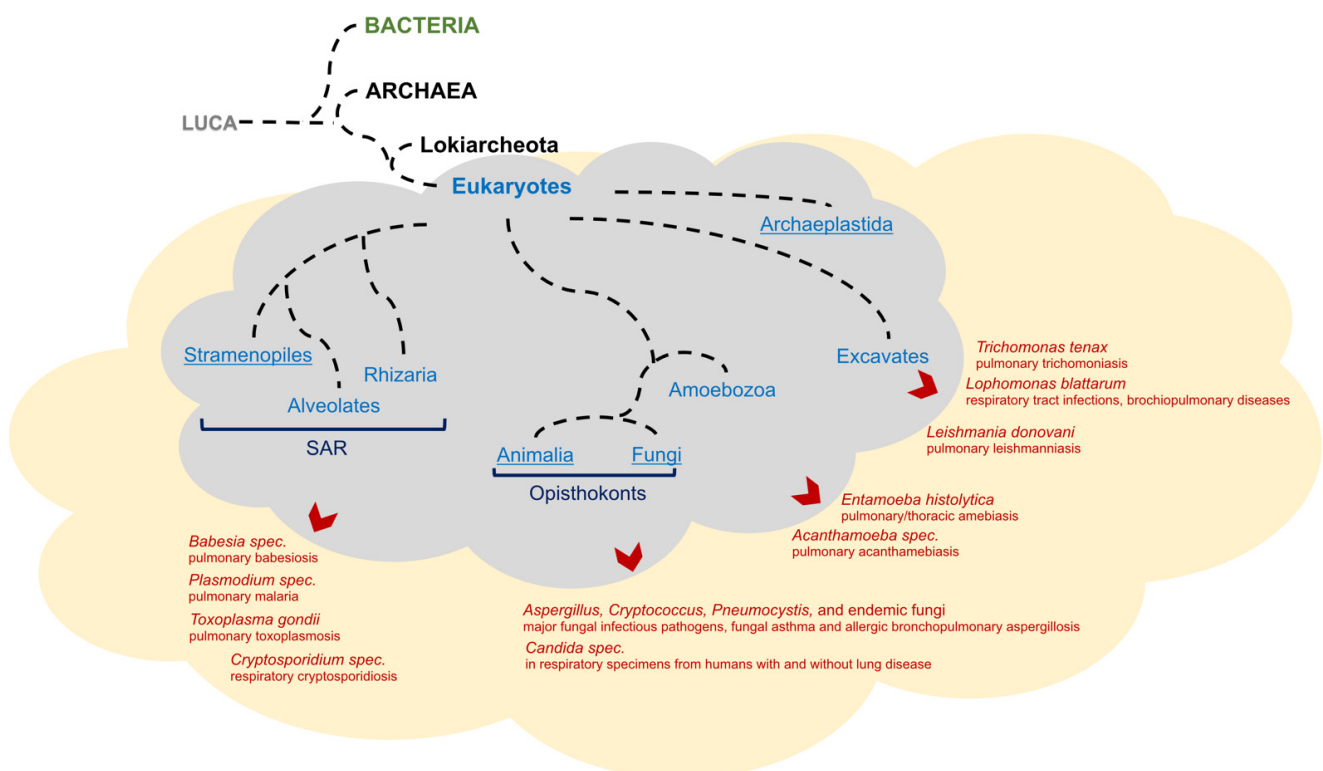 BACTERIA
ARCHAEA
LUCA
Lokiarcheota
Eukaryotes
Archaeplastida
Stramenopiles
Rhizaria
Alveolates
SAR
Amoebozoa
Animalia
Fungi
Opisthokonts
Excavates
Trichomonas tenax
pulmonary trichomoniasis
Lophomonas blattarum
respiratory tract infections, brochiopulmonary diseases
Leishmania donovani
pulmonary leishmanniasis
Entamoeba histolytica
pulmonary/thoracic amebiasis
Acanthamoeba spec.
pulmonary acanthamebiasis
Babesia spec.
pulmonary babesiosis
Plasmodium spec.
pulmonary malaria
Toxoplasma gondii
pulmonary toxoplasmosis
Cryptosporidium spec.
respiratory cryptosporidiosis
Aspergillus, Cryptococcus, Pneumocystis, and endemic fungi
major fungal infectious pathogens, fungal asthma and allergic bronchopulmonary aspergillosis
Candida spec.
in respiratory specimens from humans with and without lung disease